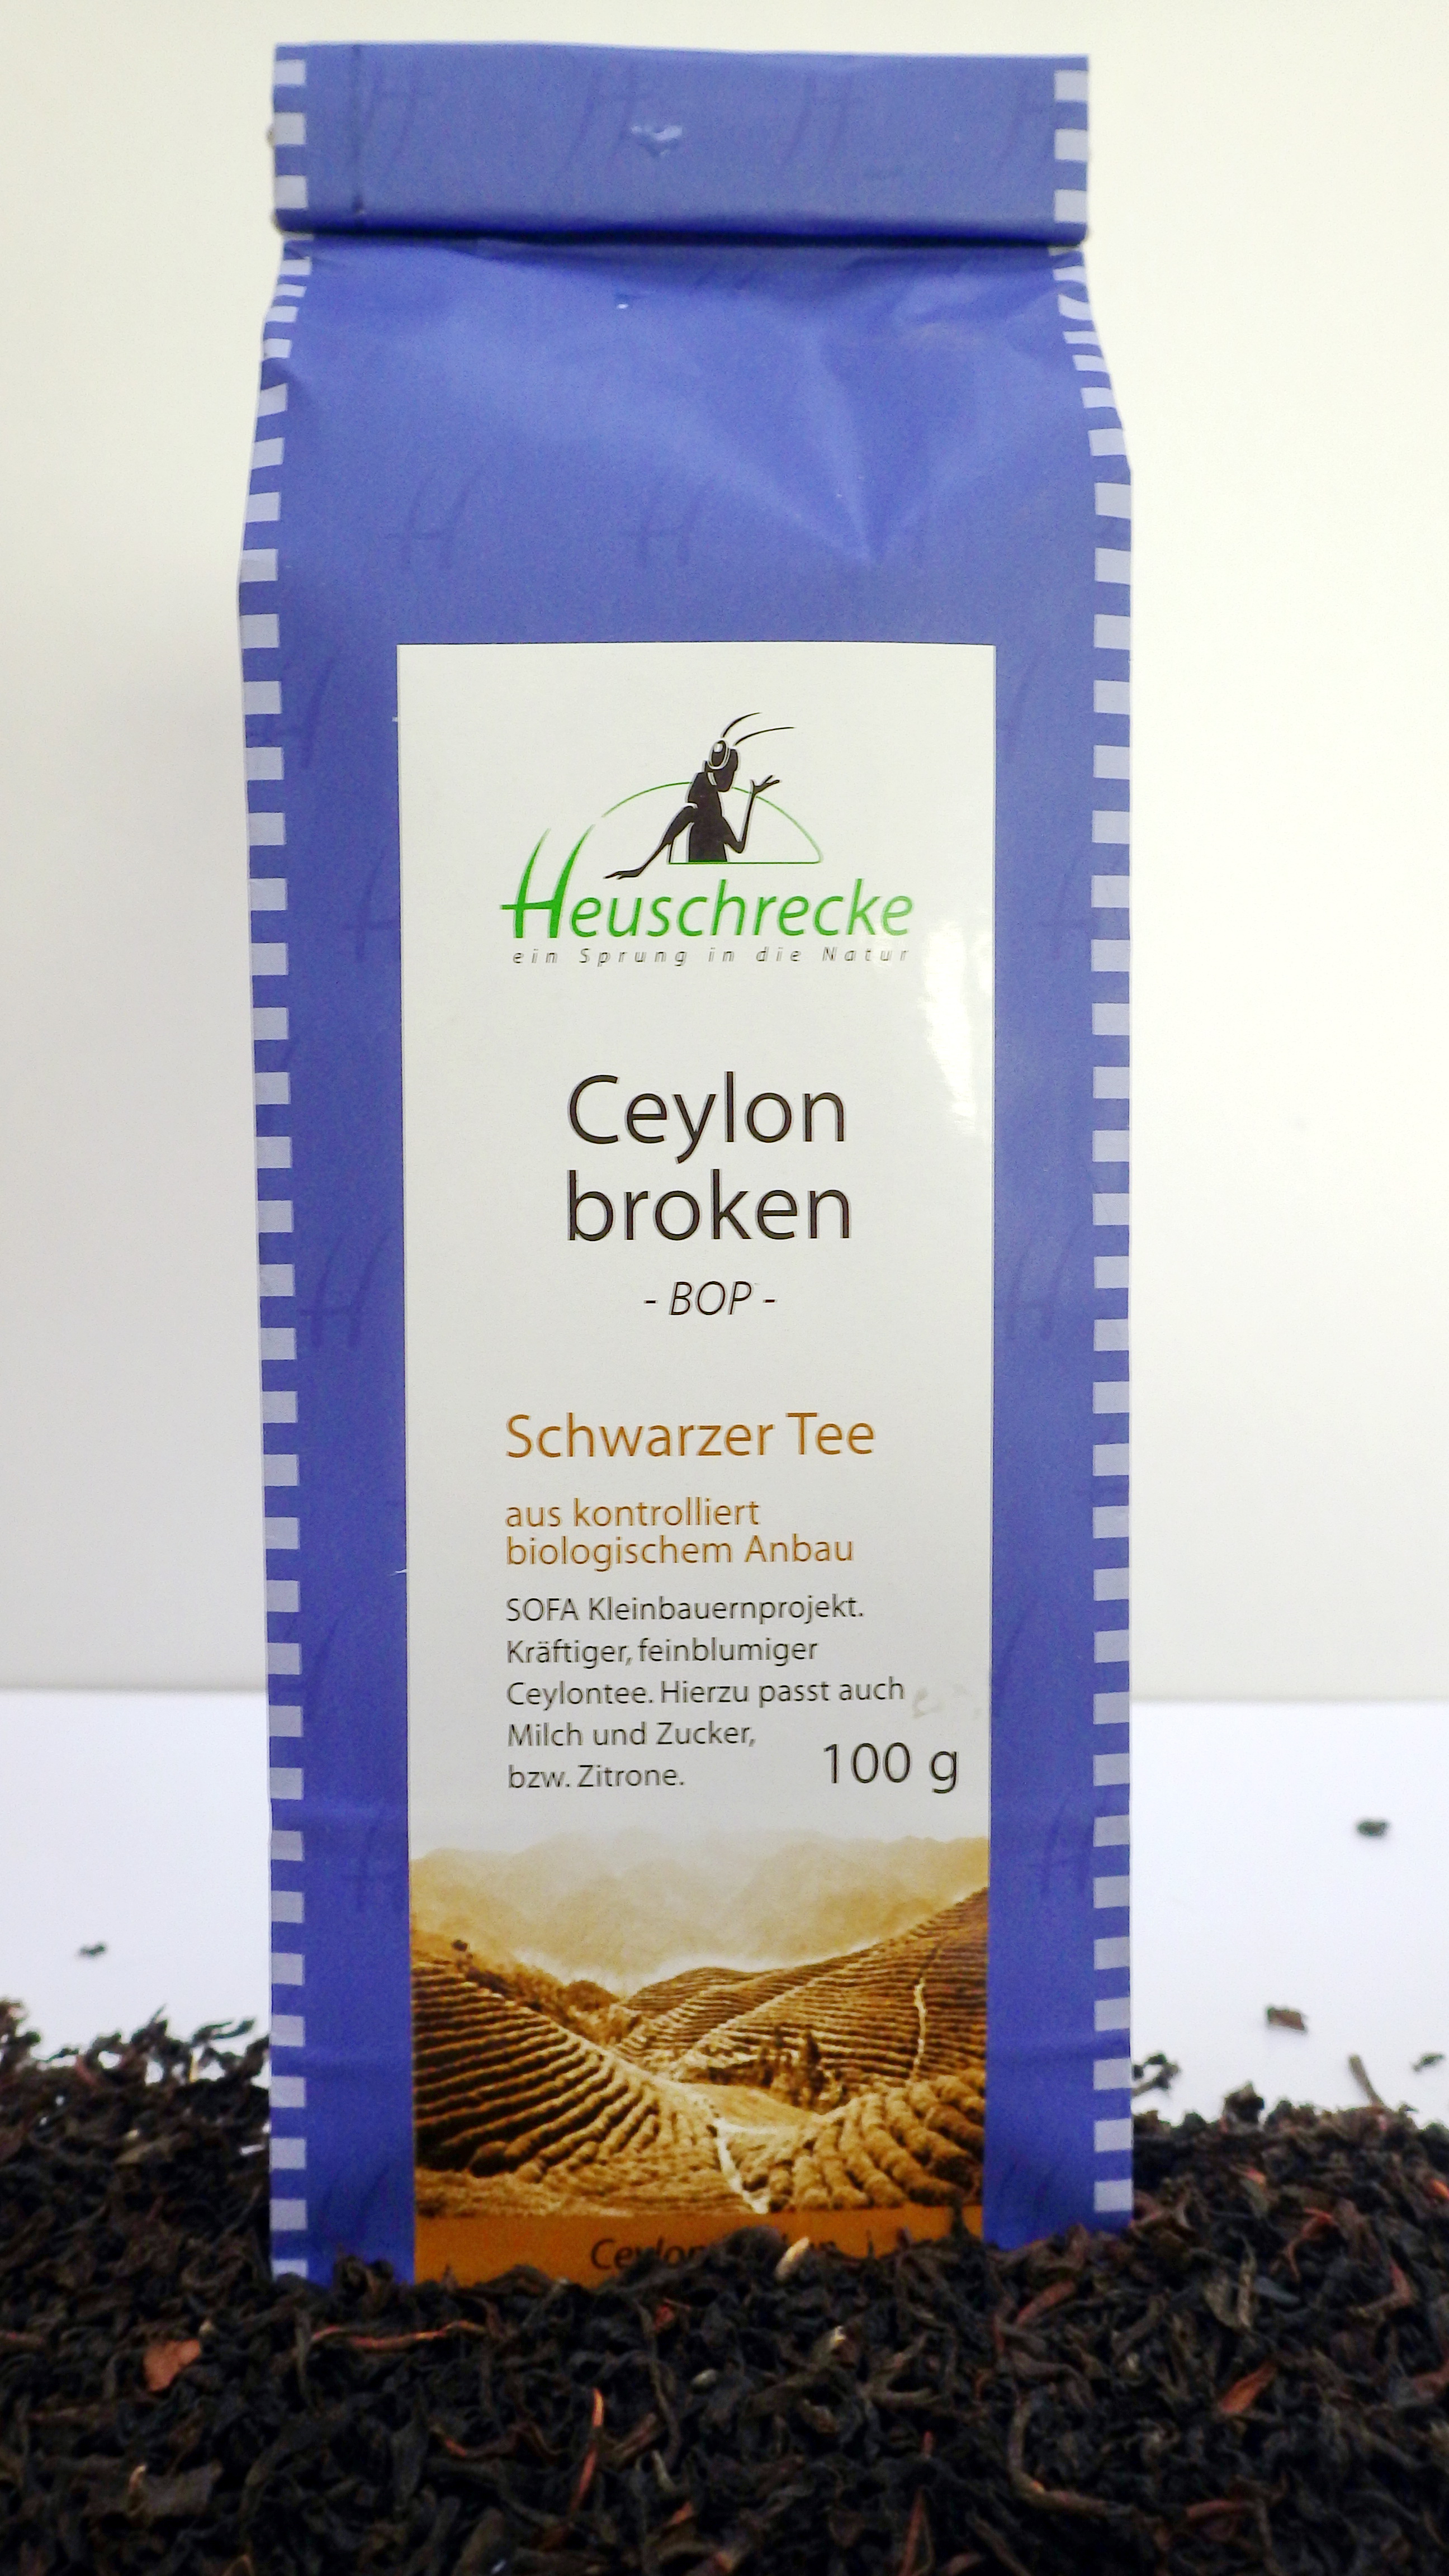 Heuschrecke
ein Sprung in die Natur
Ceylon
broken
- BOP -
Schwarzer Tee
aus kontrolliert
biologischem Anbau
SOFA Kleinbauernprojekt.
Kräftiger, feinblumiger
Ceylontee. Hierzu passt auch
Milch und Zucker,
bzw. Zitrone.
100 g